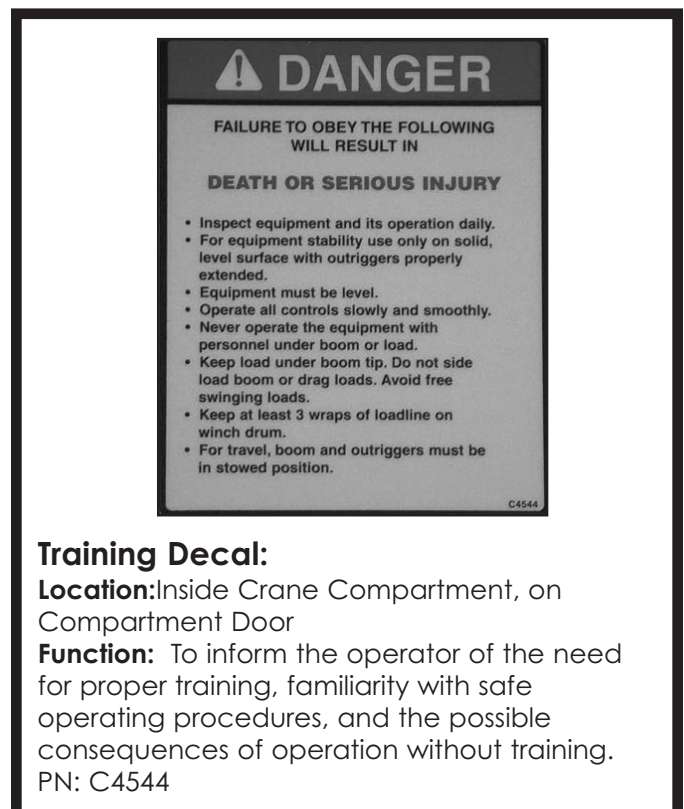 DANGER
FAILURE TO OBEY THE FOLLOWING
WILL RESULT IN
DEATH OR SERIOUS INJURY
• Inspect equipment and its operation daily.
• For equipment stability use only on solid,
level surface with outriggers properly
extended.
• Equipment must be level.
• Operate all controls slowly and smoothly.
• Never operate the equipment with
personnel under boom or load.
• Keep load under boom tip. Do not side
load boom or drag loads. Avoid free
swinging loads.
• Keep at least 3 wraps of loadline on
winch drum.
• For travel, boom and outriggers must be
in stowed position.
C4544
Training Decal:
Location:Inside Crane Compartment, on
Compartment Door
Function: To inform the operator of the need
for proper training, familiarity with safe
operating procedures, and the possible
consequences of operation without training.
PN: C4544